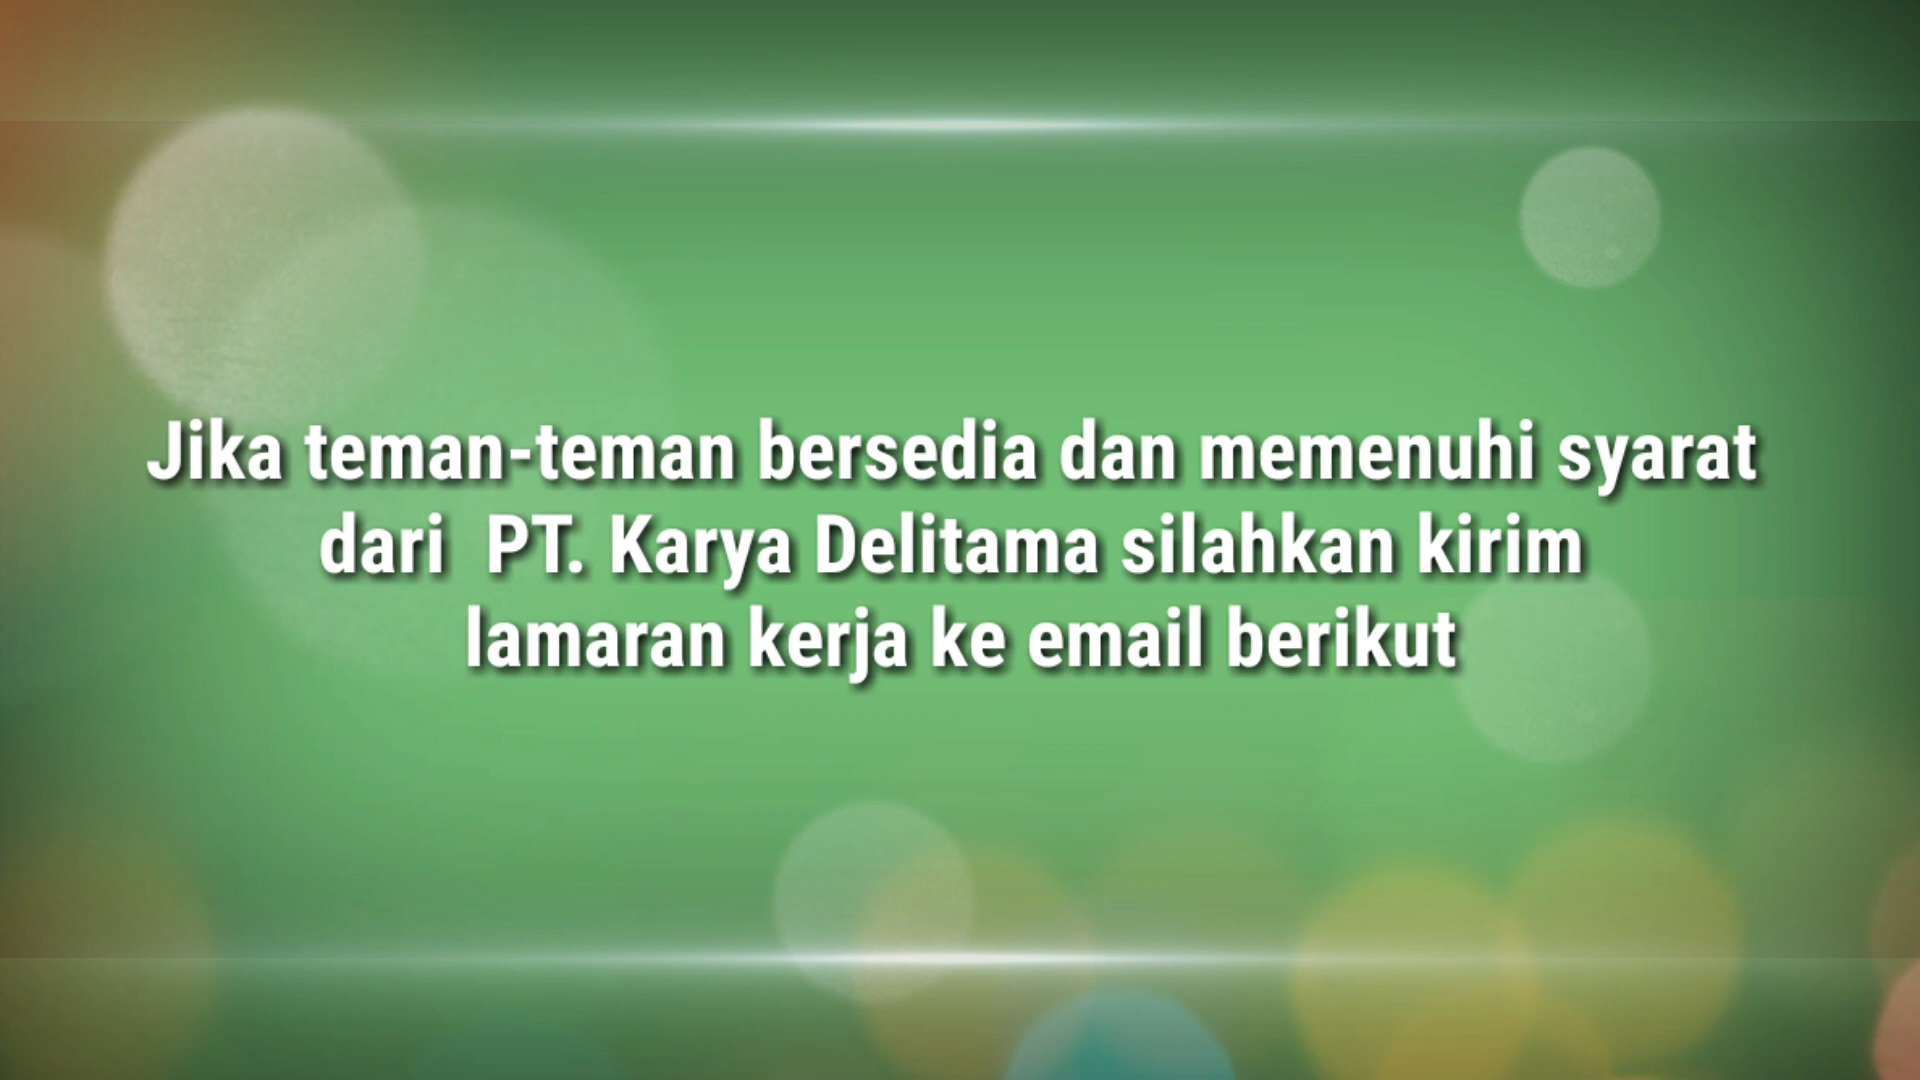 Jika teman-teman bersedia dan memenuhi syarat
dari  PT. Karya Delitama silahkan kirim
lamaran kerja ke email berikut